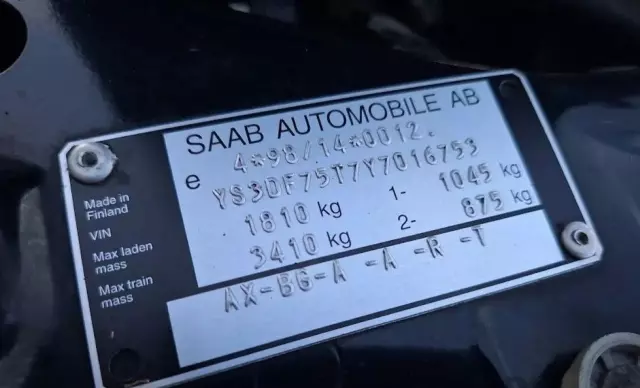 SAAB AUTOMOBILE AB
e 4*98/14*0012.
Made in Finland
VIN YS3DF75T7Y7016753
Max laden mass 1810 kg 1- 1045 kg
Max train mass 3410 kg 2- 875 kg
AX-BG-A -A -R -T